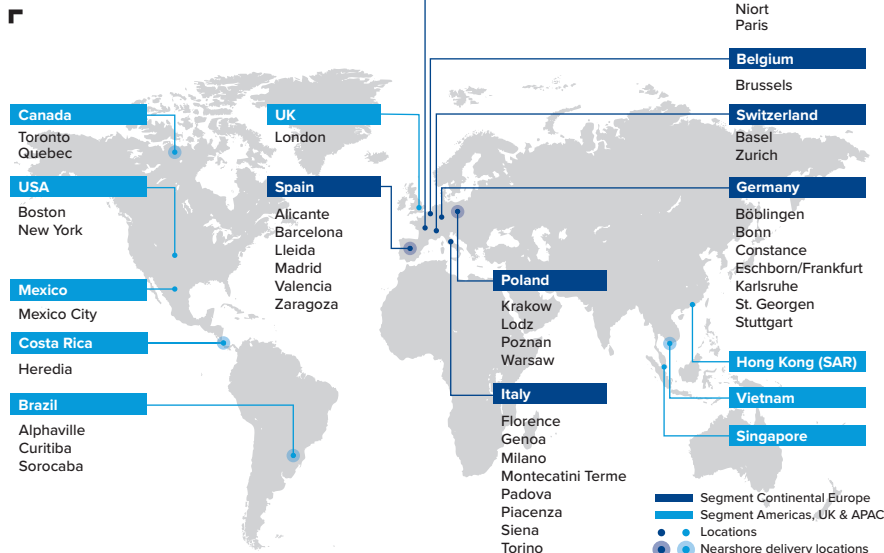 Niort
Paris
Belgium
Brussels
Canada
Toronto
Quebec
UK
London
Switzerland
Basel
Zurich
USA
Boston
New York
Spain
Alicante
Barcelona
Lleida
Madrid
Valencia
Zaragoza
Germany
Böblingen
Bonn
Constance
Eschborn/Frankfurt
Karlsruhe
St. Georgen
Stuttgart
Mexico
Mexico City
Poland
Krakow
Lodz
Poznan
Warsaw
Costa Rica
Heredia
Hong Kong (SAR)
Vietnam
Singapore
Brazil
Alphaville
Curitiba
Sorocaba
Italy
Florence
Genoa
Milano
Montecatini Terme
Padova
Piacenza
Siena
Torino
Segment Continental Europe
Segment Americas, UK & APAC
Locations
Nearshore delivery locations